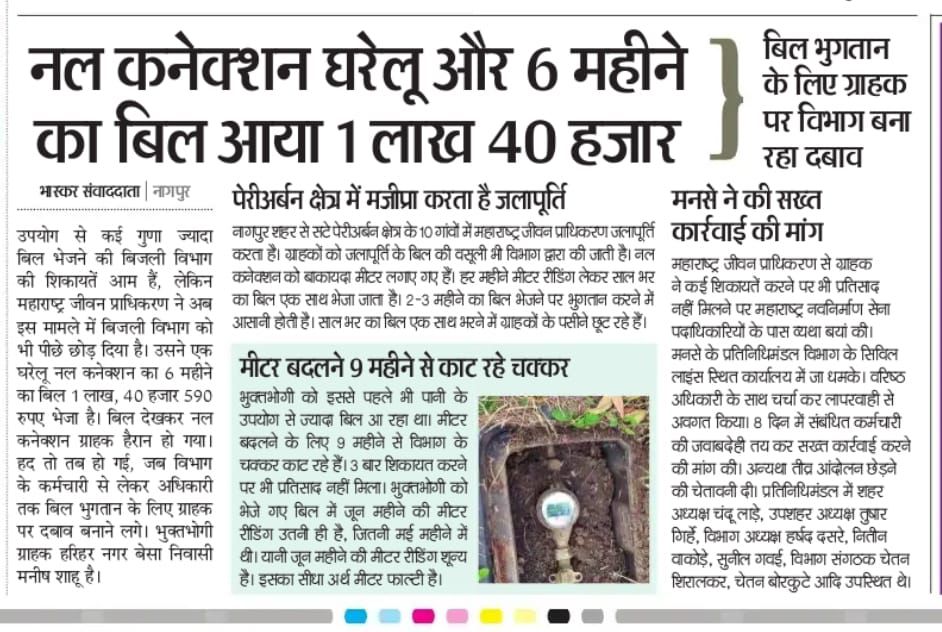 नल कनेक्शन घरेलू और 6 महीने
का बिल आया 1 लाख 40 हजार
बिल भुगतान
के लिए ग्राहक
पर विभाग बना
रहा दबाव
भास्कर संवाददाता | नागपुर
उपयोग से कई गुणा ज्यादा
बिल भेजने की बिजली विभाग
की शिकायतें आम हैं, लेकिन
महाराष्ट्र जीवन प्राधिकरण ने अब
इस मामले में बिजली विभाग को
भी पीछे छोड़ दिया है। उसने एक
घरेलू नल कनेक्शन का 6 महीने
का बिल 1 लाख, 40 हजार 590
रुपए भेजा है। बिल देखकर नल
कनेक्शन ग्राहक हैरान हो गया।
हद तो तब हो गई, जब विभाग
के कर्मचारी से लेकर अधिकारी
तक बिल भुगतान के लिए ग्राहक
पर दबाव बनाने लगे। भुक्तभोगी
ग्राहक हरिहर नगर बेसा निवासी
मनीष शाहू है।
पेरीअर्बन क्षेत्र में मजीप्रा करता है जलापूर्ति
नागपुर शहर से सटे पेरीअर्बन क्षेत्र के 10 गांवों में महाराष्ट्र जीवन प्राधिकरण जलापूर्ति
करता है। ग्राहकों को जलापूर्ति के बिल की वसूली भी विभाग द्वारा की जाती है। नल
कनेक्शन को बाकायदा मीटर लगाए गए हैं। हर महीने मीटर रीडिंग लेकर साल भर
का बिल एक साथ भेजा जाता है। 2-3 महीने का बिल भेजने पर भुगतान करने में
आसानी होती है। साल भर का बिल एक साथ भरने में ग्राहकों के पसीने छूट रहे हैं।
मीटर बदलने 9 महीने से काट रहे चक्कर
भुक्तभोगी को इससे पहले भी पानी के
उपयोग से ज्यादा बिल आ रहा था। मीटर
बदलने के लिए 9 महीने से विभाग के
चक्कर काट रहे हैं। 3 बार शिकायत करने
पर भी प्रतिसाद नहीं मिला। भुक्तभोगी को
भेजे गए बिल में जून महीने की मीटर
रीडिंग उतनी ही है, जितनी मई महीने में
थी। यानी जून महीने की मीटर रीडिंग शून्य
है। इसका सीधा अर्थ मीटर फाल्टी है।
मनसे ने की सख्त
कार्रवाई की मांग
महाराष्ट्र जीवन प्राधिकरण से ग्राहक
ने कई शिकायतें करने पर भी प्रतिसाद
नहीं मिलने पर महाराष्ट्र नवनिर्माण सेना
पदाधिकारियों के पास व्यथा बयां की।
मनसे के प्रतिनिधिमंडल विभाग के सिविल
लाइंस स्थित कार्यालय में जा धमके। वरिष्ठ
अधिकारी के साथ चर्चा कर लापरवाही से
अवगत किया। 8 दिन में संबंधित कर्मचारी
की जवाबदेही तय कर सख्त कार्रवाई करने
की मांग की। अन्यथा तीव्र आंदोलन छेड़ने
की चेतावनी दी। प्रतिनिधिमंडल में शहर
अध्यक्ष चंदू लाड़े, उपशहर अध्यक्ष तुषार
गिर्हे, विभाग अध्यक्ष हर्षद दसरे, नितीन
वाकोड़े, सुनील गवई, विभाग संगठक चेतन
शिरालकर, चेतन बोरकुटे आदि उपस्थित थे।